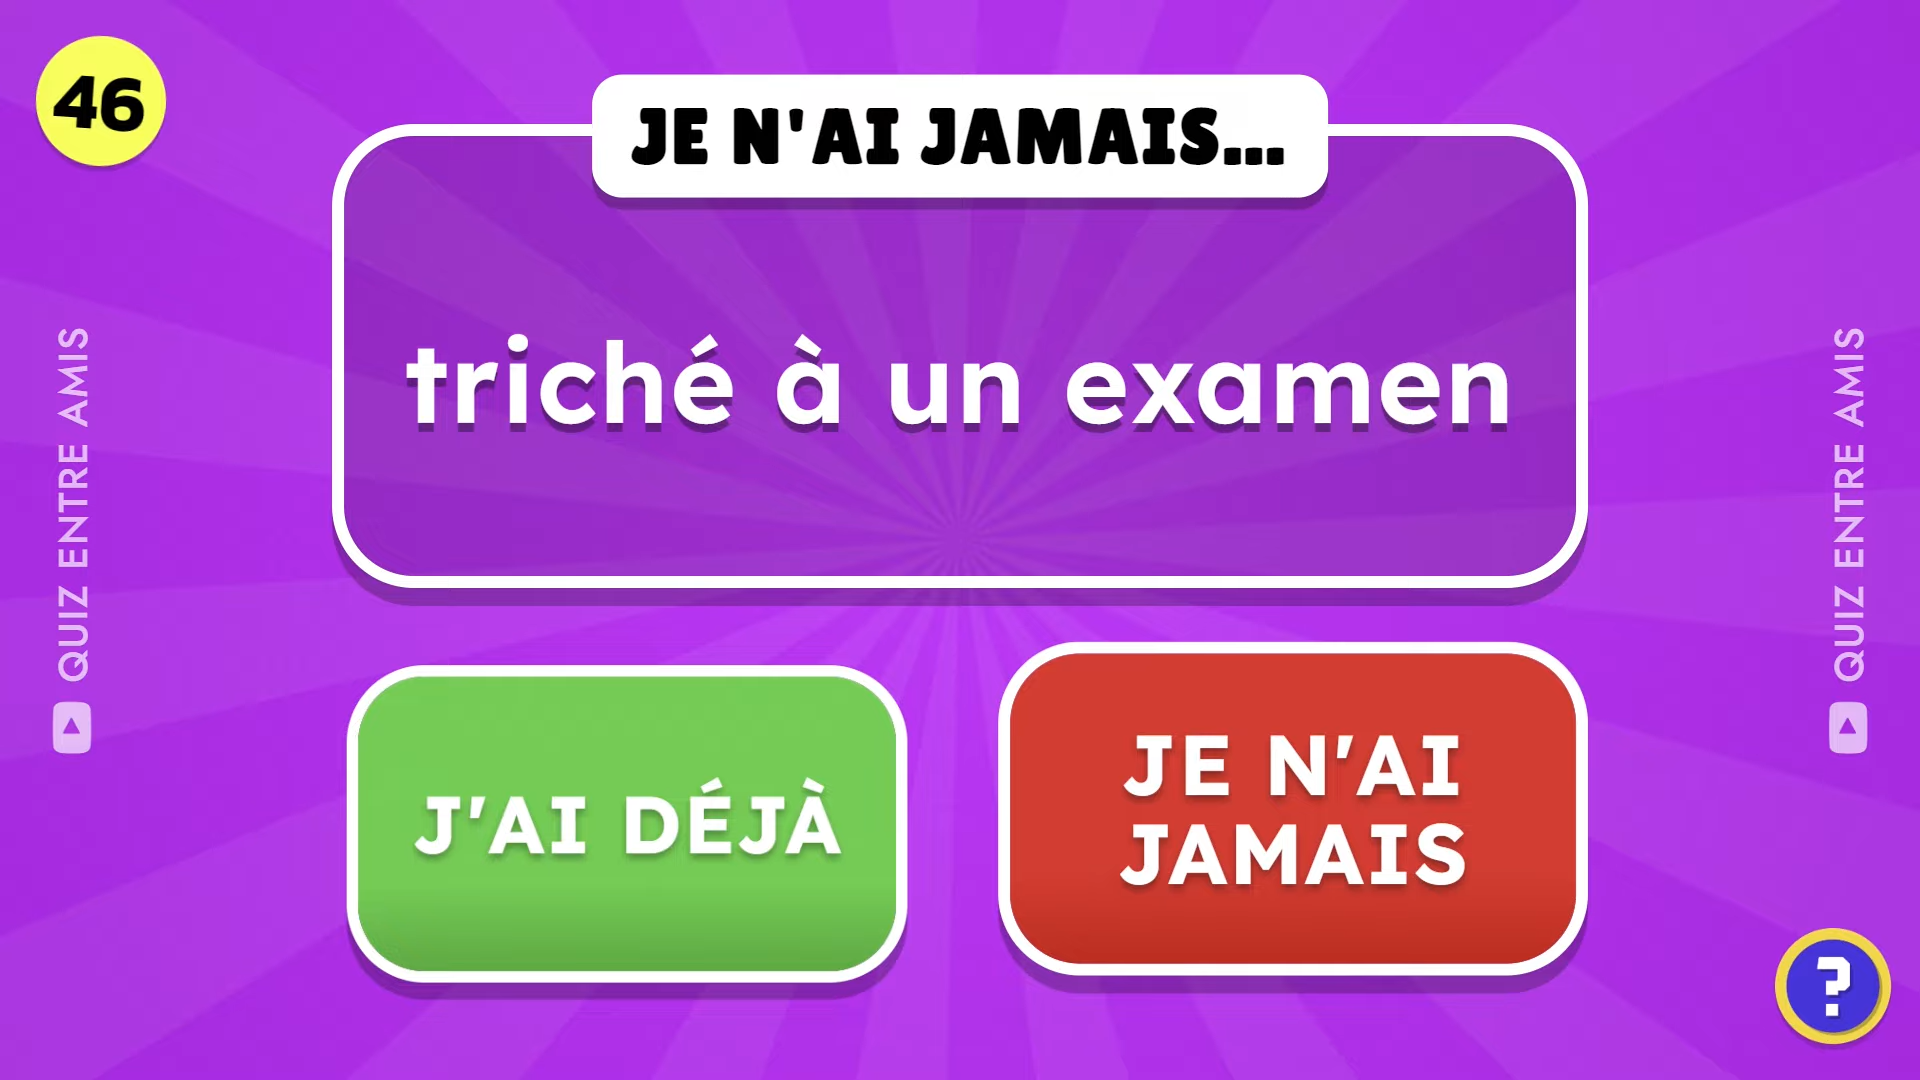 46
JE N'AI JAMAIS...
triché à un examen
J'AI DÉJÀ
JE N'AI
JAMAIS
QUIZ ENTRE AMIS
QUIZ ENTRE AMIS
?